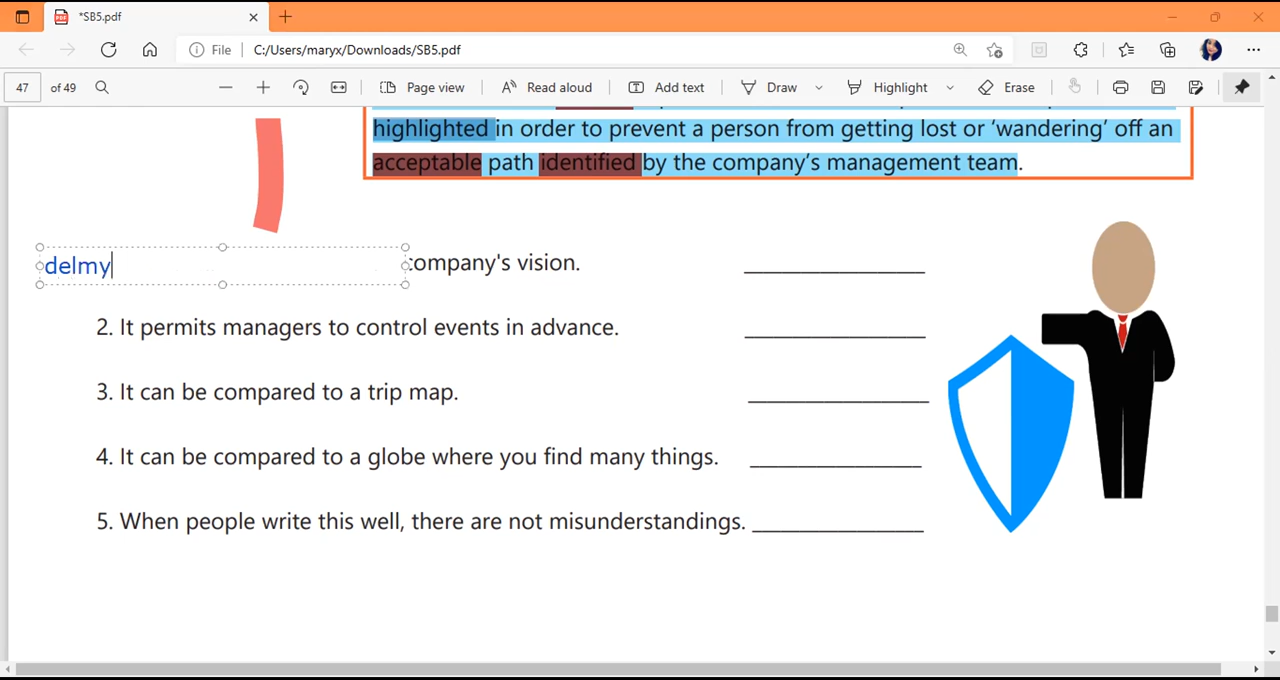 *SB5.pdf
File C:/Users/maryx/Downloads/SB5.pdf
47 of 49 Page view Read aloud Add text Draw Highlight Erase
highlighted in order to prevent a person from getting lost or ‘wandering’ off an
acceptable path identified by the company’s management team.
delmy company's vision.
2. It permits managers to control events in advance.
3. It can be compared to a trip map.
4. It can be compared to a globe where you find many things.
5. When people write this well, there are not misunderstandings.